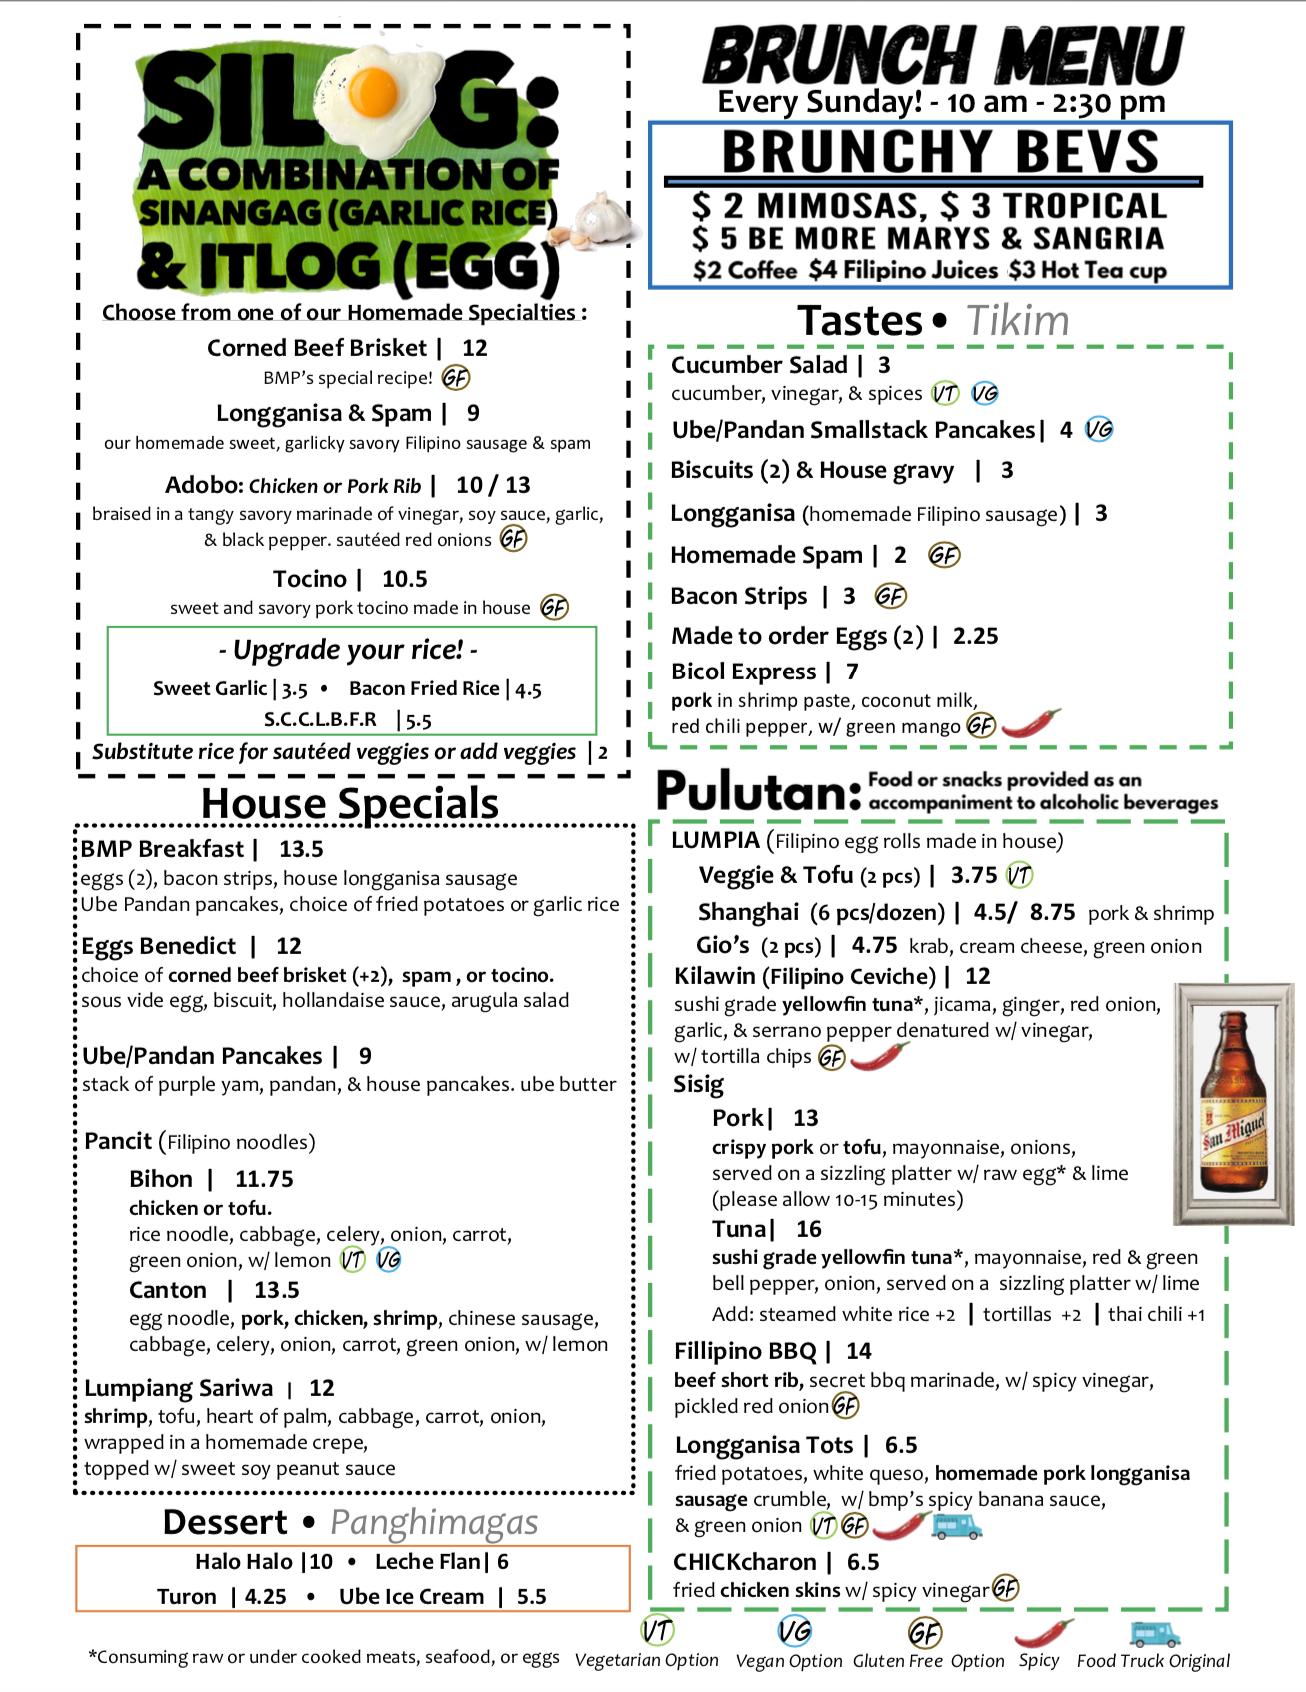 SILOG:
A COMBINATION OF
SINANGAG (GARLIC RICE)
& ITLOG (EGG)
Choose from one of our Homemade Specialties :
Corned Beef Brisket | 12
BMP's special recipe! GF
Longganisa & Spam | 9
our homemade sweet, garlicky savory Filipino sausage & spam
Adobo: Chicken or Pork Rib | 10 / 13
braised in a tangy savory marinade of vinegar, soy sauce, garlic,
& black pepper. sautéed red onions GF
Tocino | 10.5
sweet and savory pork tocino made in house GF
- Upgrade your rice! -
Sweet Garlic | 3.5 • Bacon Fried Rice | 4.5
S.C.C.L.B.F.R | 5.5
Substitute rice for sautéed veggies or add veggies | 2
House Specials
BMP Breakfast | 13.5
eggs (2), bacon strips, house longganisa sausage
Ube Pandan pancakes, choice of fried potatoes or garlic rice
Eggs Benedict | 12
choice of corned beef brisket (+2), spam , or tocino.
sous vide egg, biscuit, hollandaise sauce, arugula salad
Ube/Pandan Pancakes | 9
stack of purple yam, pandan, & house pancakes. ube butter
Pancit (Filipino noodles)
Bihon | 11.75
chicken or tofu.
rice noodle, cabbage, celery, onion, carrot,
green onion, w/ lemon VT VG
Canton | 13.5
egg noodle, pork, chicken, shrimp, chinese sausage,
cabbage, celery, onion, carrot, green onion, w/ lemon
Lumpiang Sariwa | 12
shrimp, tofu, heart of palm, cabbage, carrot, onion,
wrapped in a homemade crepe,
topped w/ sweet soy peanut sauce
Dessert • Panghimagas
Halo Halo |10 • Leche Flan| 6
Turon | 4.25 • Ube Ice Cream | 5.5
BRUNCH MENU
Every Sunday! - 10 am - 2:30 pm
BRUNCHY BEVS
$ 2 MIMOSAS, $ 3 TROPICAL
$ 5 BE MORE MARYS & SANGRIA
$2 Coffee $4 Filipino Juices $3 Hot Tea cup
Tastes • Tikim
Cucumber Salad | 3
cucumber, vinegar, & spices VT VG
Ube/Pandan Smallstack Pancakes| 4 VG
Biscuits (2) & House gravy | 3
Longganisa (homemade Filipino sausage) | 3
Homemade Spam | 2 GF
Bacon Strips | 3 GF
Made to order Eggs (2) | 2.25
Bicol Express | 7
pork in shrimp paste, coconut milk,
red chili pepper, w/ green mango GF
Pulutan: Food or snacks provided as an
accompaniment to alcoholic beverages
LUMPIA (Filipino egg rolls made in house)
Veggie & Tofu (2 pcs) | 3.75 VT
Shanghai (6 pcs/dozen) | 4.5/ 8.75 pork & shrimp
Gio's (2 pcs) | 4.75 krab, cream cheese, green onion
Kilawin (Filipino Ceviche) | 12
sushi grade yellowfin tuna*, jicama, ginger, red onion,
garlic, & serrano pepper denatured w/ vinegar,
w/ tortilla chips GF
Sisig
Pork| 13
crispy pork or tofu, mayonnaise, onions,
served on a sizzling platter w/ raw egg* & lime
(please allow 10-15 minutes)
Tuna| 16
sushi grade yellowfin tuna*, mayonnaise, red & green
bell pepper, onion, served on a sizzling platter w/ lime
Add: steamed white rice +2 | tortillas +2 | thai chili +1
San Miguel
Fillipino BBQ | 14
beef short rib, secret bbq marinade, w/ spicy vinegar,
pickled red onion GF
Longganisa Tots | 6.5
fried potatoes, white queso, homemade pork longganisa
sausage crumble, w/ bmp's spicy banana sauce,
& green onion VT GF
CHICKcharon | 6.5
fried chicken skins w/ spicy vinegar GF
VT VG GF
*Consuming raw or under cooked meats, seafood, or eggs Vegetarian Option Vegan Option Gluten Free Option Spicy Food Truck Original